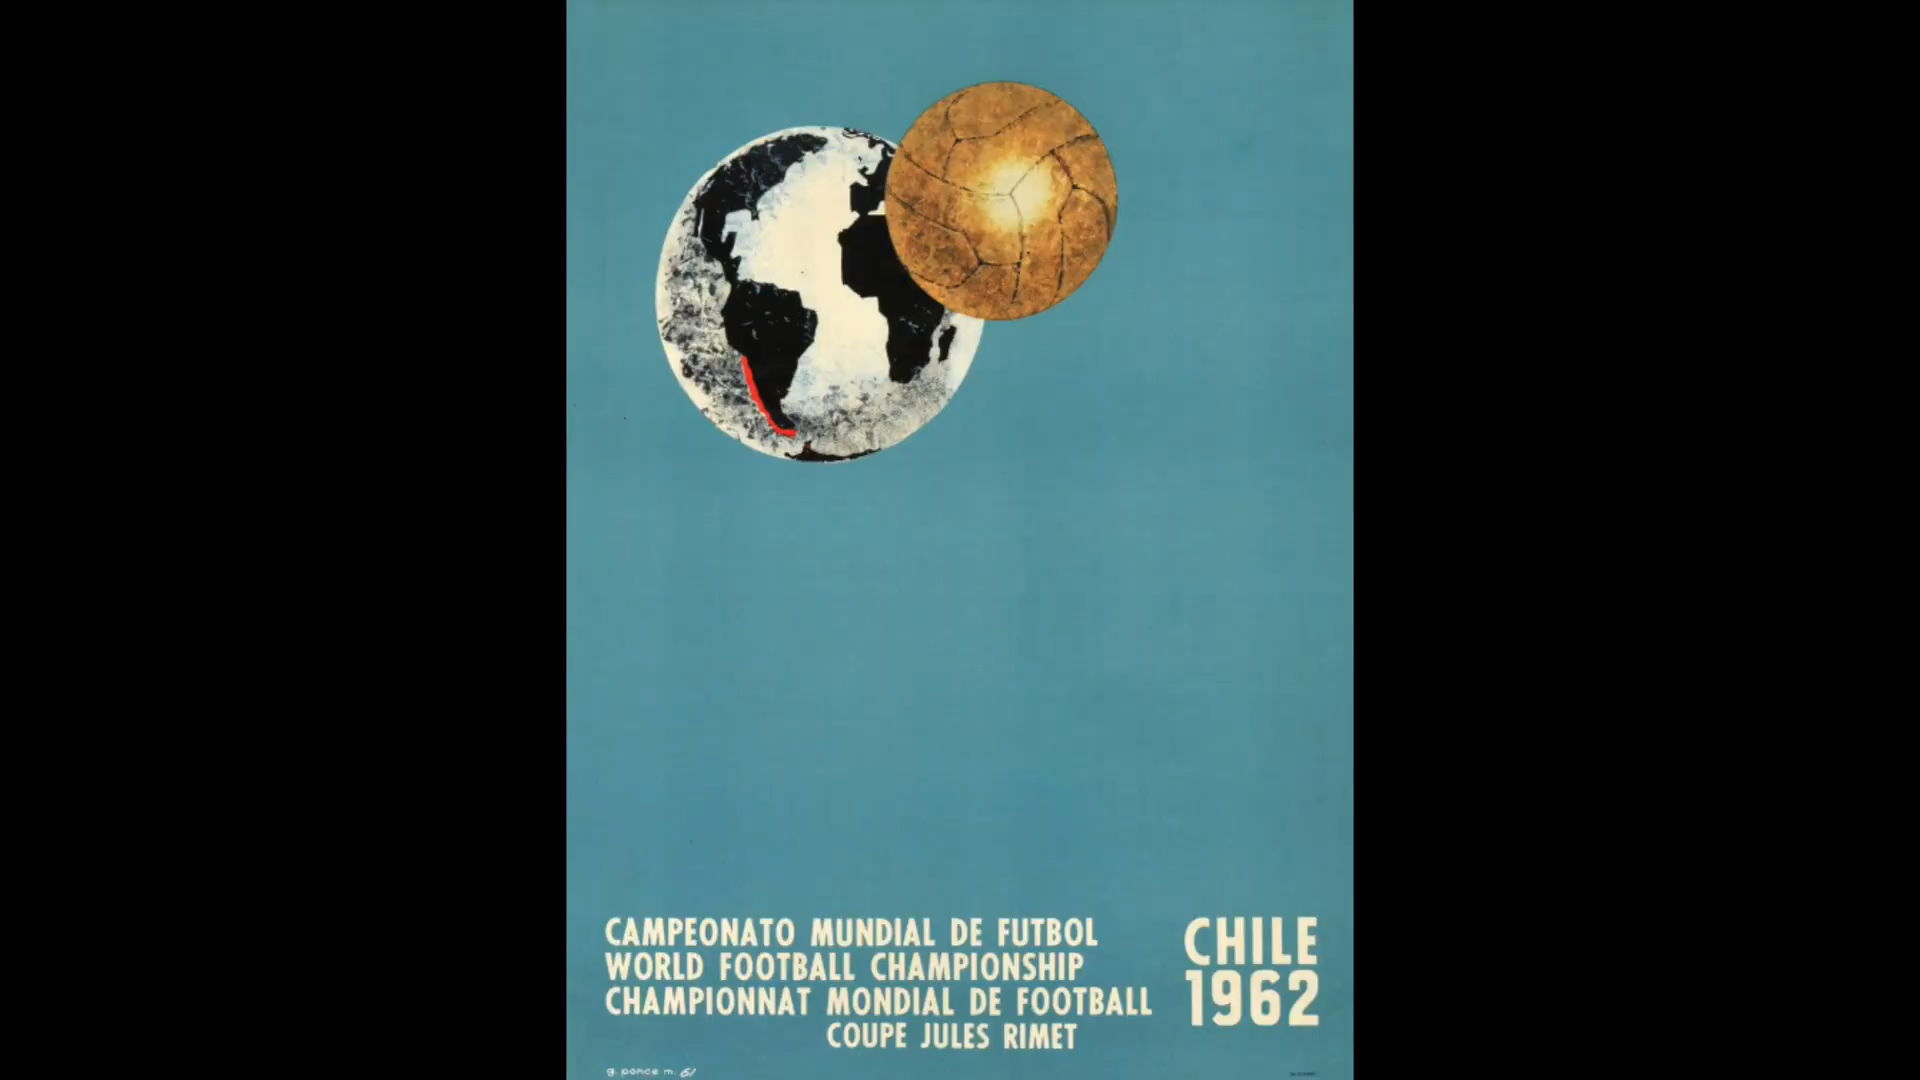 CAMPEONATO MUNDIAL DE FUTBOL
WORLD FOOTBALL CHAMPIONSHIP
CHAMPIONNAT MONDIAL DE FOOTBALL
COUPE JULES RIMET
CHILE
1962
g. ponce m. 61